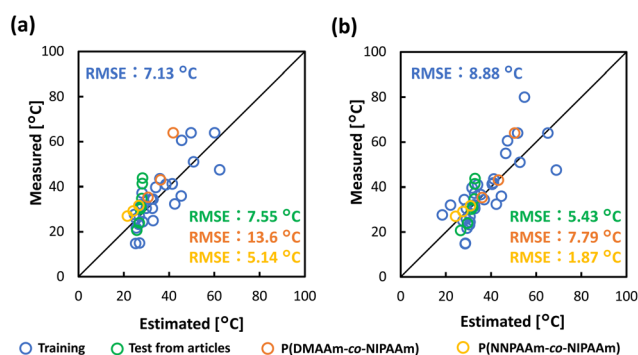 (a)
Measured [°C]
100
80
60
40
20
0
RMSE：7.13 °C
RMSE：7.55 °C
RMSE：13.6 °C
RMSE：5.14 °C
0 20 40 60 80 100
Estimated [°C]
(b)
Measured [°C]
100
80
60
40
20
0
RMSE：8.88 °C
RMSE：5.43 °C
RMSE：7.79 °C
RMSE：1.87 °C
0 20 40 60 80 100
Estimated [°C]
Training Test from articles P(DMAAm-co-NIPAAm) P(NNPAAm-co-NIPAAm)